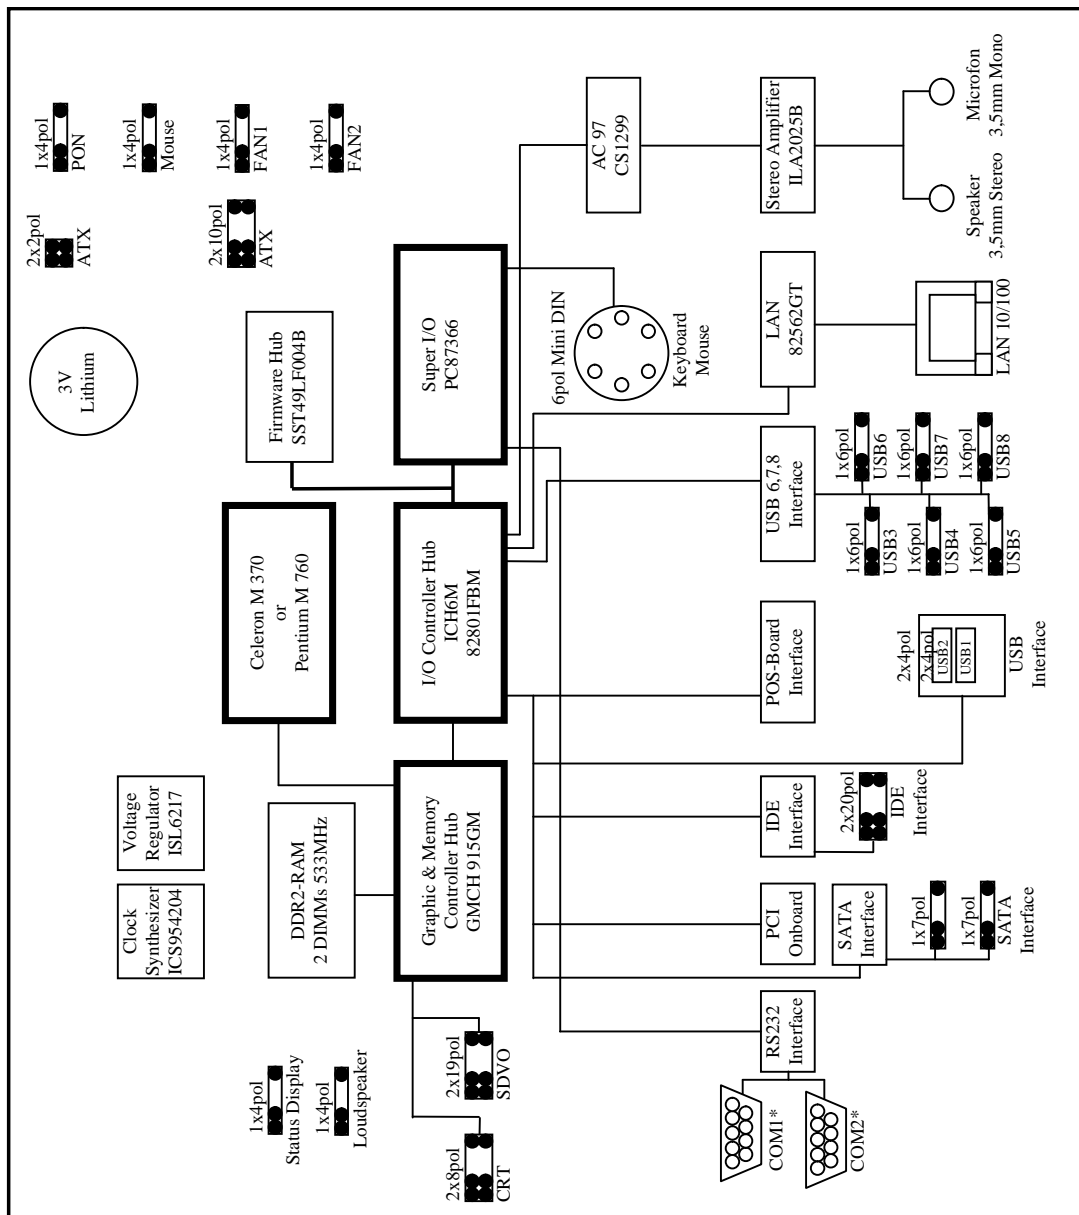 1x4pol
PON
1x4pol
Mouse
1x4pol
FAN1
1x4pol
FAN2
2x2pol
ATX
2x10pol
ATX
3V
Lithium
Firmware Hub
SST49LF004B
Super I/O
PC87366
AC 97
CS1299
Stereo Amplifier
ILA2025B
Microfon
3,5mm Mono
Speaker
3,5mm Stereo
6pol Mini DIN
Keyboard
Mouse
LAN
82562GT
LAN 10/100
Celeron M 370
or
Pentium M 760
I/O Controller Hub
ICH6M
82801FBM
USB 6,7,8
Interface
1x6pol
USB6
1x6pol
USB7
1x6pol
USB8
1x6pol
USB3
1x6pol
USB4
1x6pol
USB5
POS-Board
Interface
2x4pol
2x4pol
USB2
USB1
USB
Interface
Voltage
Regulator
ISL6217
Clock
Synthesizer
ICS954204
DDR2-RAM
2 DIMMs 533MHz
Graphic & Memory
Controller Hub
GMCH 915GM
IDE
Interface
2x20pol
IDE
Interface
PCI
Onboard
SATA
Interface
1x7pol
1x7pol
SATA
Interface
RS232
Interface
1x4pol
Status Display
1x4pol
Loudspeaker
2x19pol
SDVO
2x8pol
CRT
COM1*
COM2*